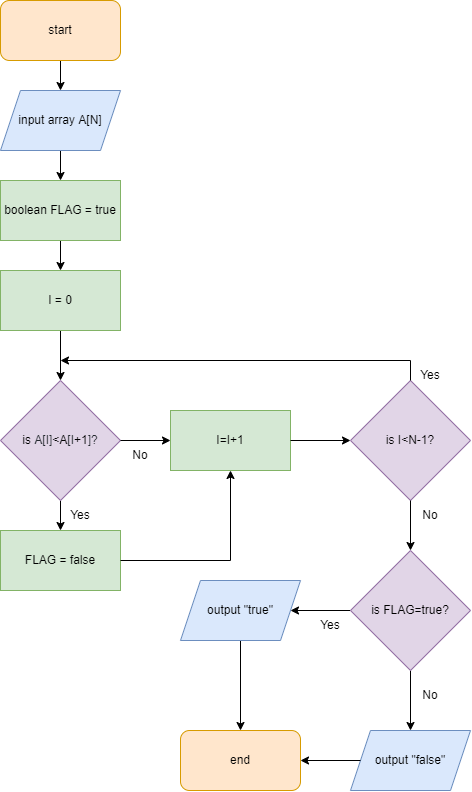 start
input array A[N]
boolean FLAG = true
I = 0
Yes
is A[I]<A[I+1]?
No
I=I+1
is I<N-1?
Yes
No
FLAG = false
output "true"
Yes
is FLAG=true?
No
end
output "false"